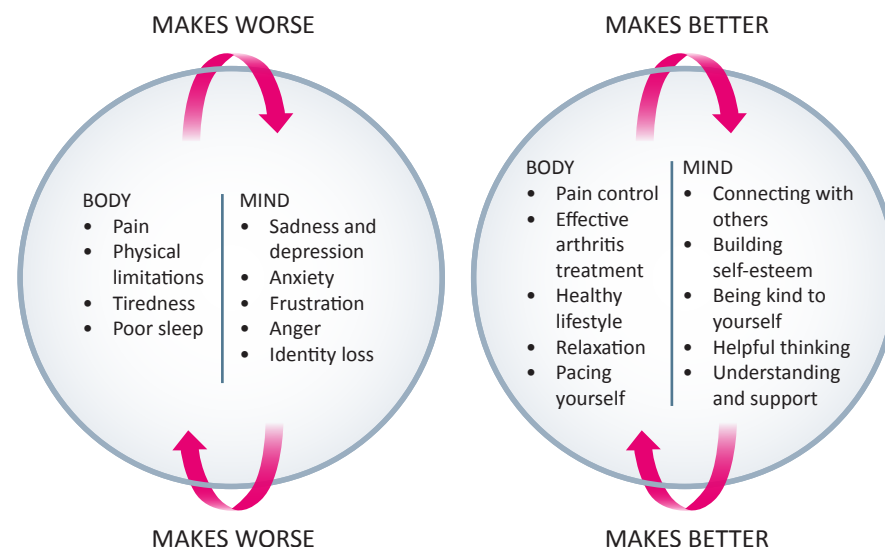 MAKES WORSE
BODY
• Pain
• Physical
limitations
• Tiredness
• Poor sleep
MIND
• Sadness and
depression
• Anxiety
• Frustration
• Anger
• Identity loss
MAKES WORSE
MAKES BETTER
BODY
• Pain control
• Effective
arthritis
treatment
• Healthy
lifestyle
• Relaxation
• Pacing
yourself
MIND
• Connecting with
others
• Building
self-esteem
• Being kind to
yourself
• Helpful thinking
• Understanding
and support
MAKES BETTER